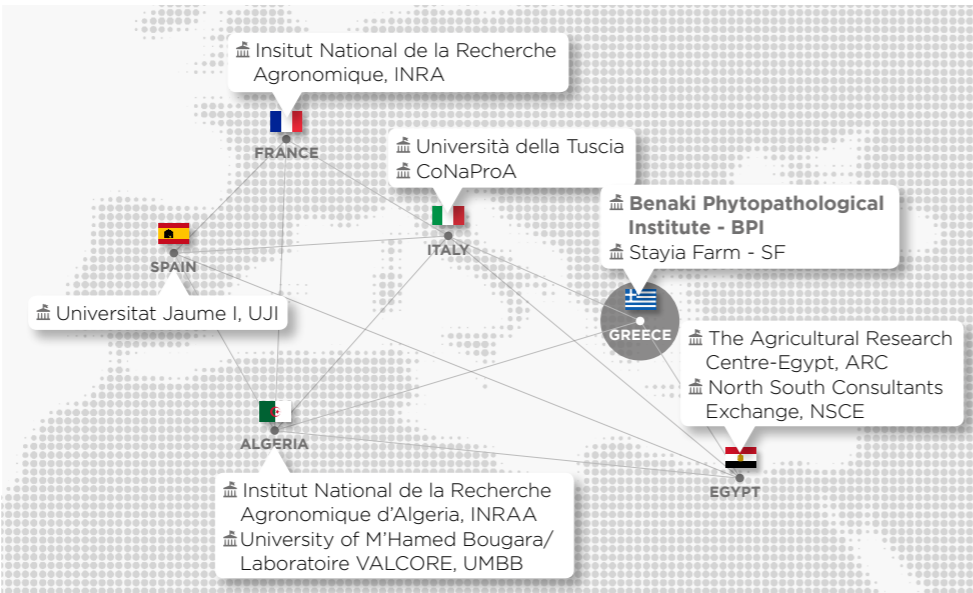 Insitut National de la Recherche
Agronomique, INRA
FRANCE
Università della Tuscia
CoNaProA
ITALY
Benaki Phytopathological
Institute - BPI
Stayia Farm - SF
GREECE
SPAIN
Universitat Jaume I, UJI
The Agricultural Research
Centre-Egypt, ARC
North South Consultants
Exchange, NSCE
EGYPT
ALGERIA
Institut National de la Recherche
Agronomique d'Algeria, INRAA
University of M'Hamed Bougara/
Laboratoire VALCORE, UMBB